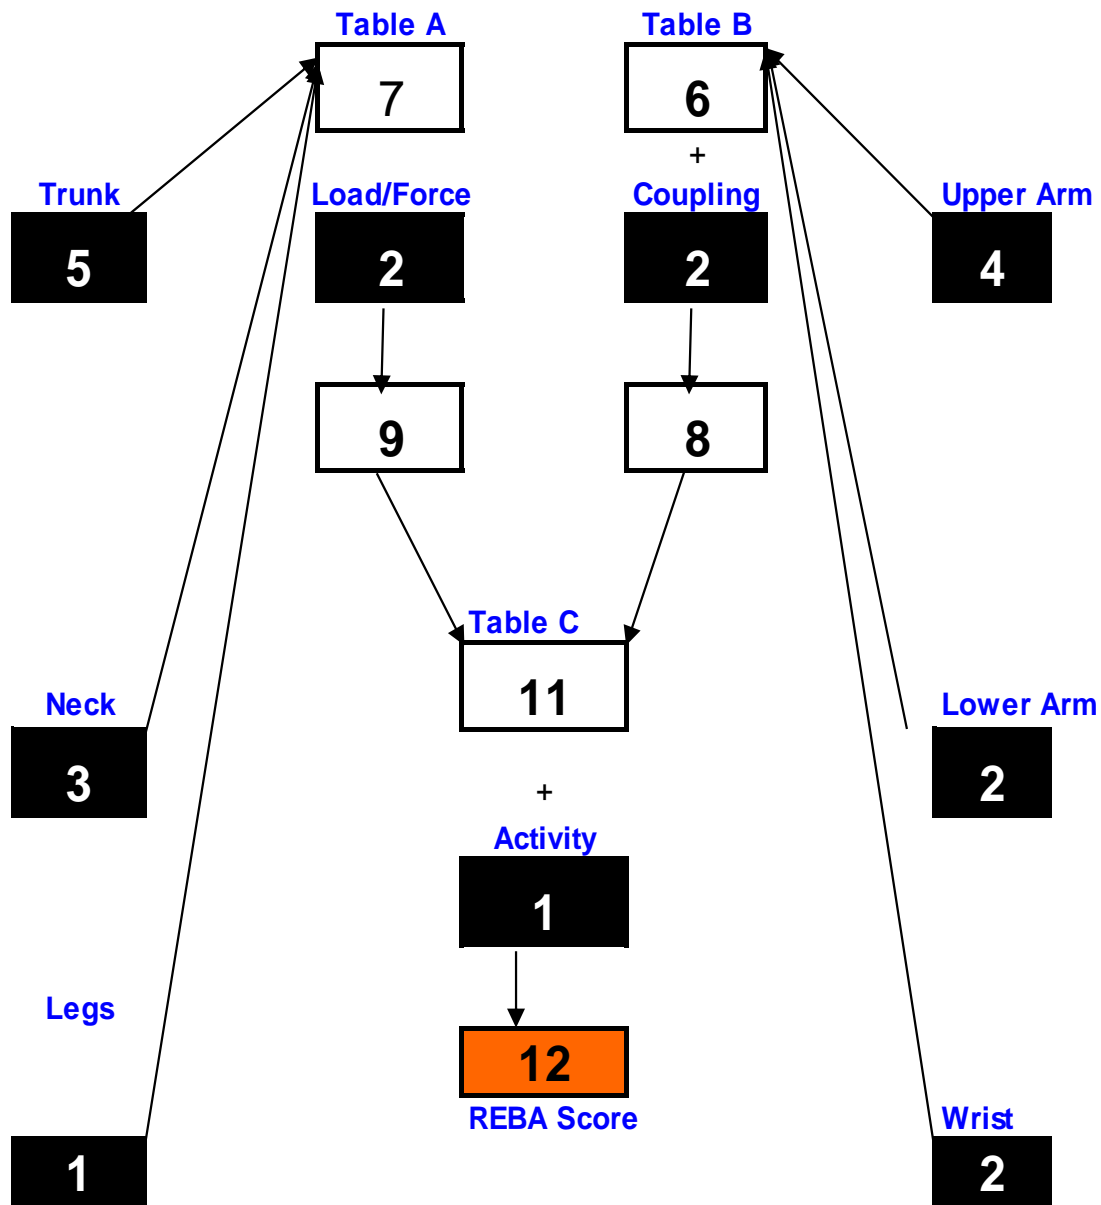 Table A Table B
7 6
+
Trunk Load/Force Coupling Upper Arm
5 2 2 4
9 8
Table C
11
Neck Lower Arm
3 2
+
Activity
1
Legs
12
REBA Score Wrist
1 2